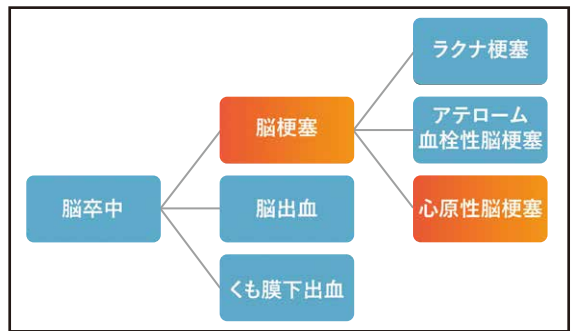 脳卒中
脳梗塞
脳出血
くも膜下出血
ラクナ梗塞
アテローム
血栓性脳梗塞
心原性脳梗塞